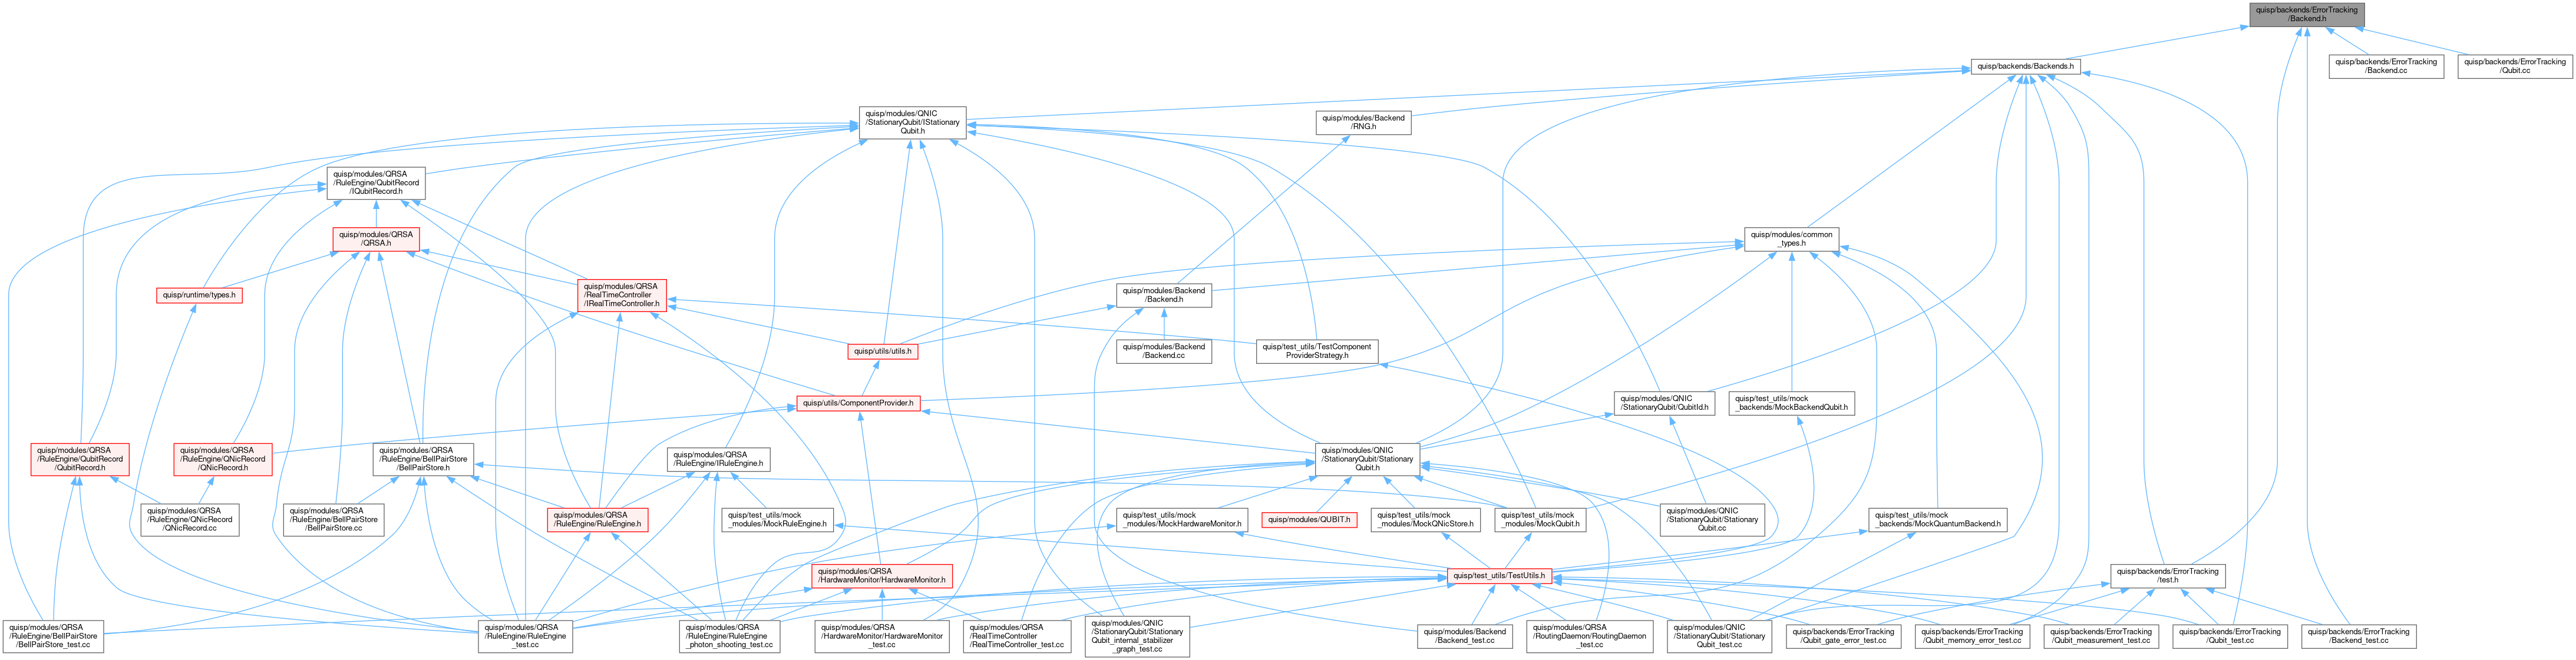 quisp/backends/ErrorTracking
/Backend.h
quisp/backends/Backends.h
quisp/backends/ErrorTracking
/Backend.cc
quisp/backends/ErrorTracking
/Qubit.cc
quisp/modules/QNIC
/StationaryQubit/IStationary
Qubit.h
quisp/modules/Backend
/RNG.h
quisp/modules/QRSA
/RuleEngine/QubitRecord
/IQubitRecord.h
quisp/modules/QRSA
/QRSA.h
quisp/modules/common
_types.h
quisp/runtime/types.h
quisp/modules/QRSA
/RealTimeController
/IRealTimeController.h
quisp/modules/Backend
/Backend.h
quisp/utils/utils.h
quisp/modules/Backend
/Backend.cc
quisp/test_utils/TestComponent
ProviderStrategy.h
quisp/utils/ComponentProvider.h
quisp/modules/QNIC
/StationaryQubit/QubitId.h
quisp/test_utils/mock
_backends/MockBackendQubit.h
quisp/modules/QRSA
/RuleEngine/QubitRecord
/QubitRecord.h
quisp/modules/QRSA
/RuleEngine/QNicRecord
/QNicRecord.h
quisp/modules/QRSA
/RuleEngine/BellPairStore
/BellPairStore.h
quisp/modules/QRSA
/RuleEngine/IRuleEngine.h
quisp/modules/QNIC
/StationaryQubit/Stationary
Qubit.h
quisp/modules/QRSA
/RuleEngine/QNicRecord
/QNicRecord.cc
quisp/modules/QRSA
/RuleEngine/BellPairStore
/BellPairStore.cc
quisp/modules/QRSA
/RuleEngine/RuleEngine.h
quisp/test_utils/mock
_modules/MockRuleEngine.h
quisp/test_utils/mock
_modules/MockHardwareMonitor.h
quisp/modules/QUBIT.h
quisp/test_utils/mock
_modules/MockQNicStore.h
quisp/test_utils/mock
_modules/MockQubit.h
quisp/modules/QNIC
/StationaryQubit/Stationary
Qubit.cc
quisp/test_utils/mock
_backends/MockQuantumBackend.h
quisp/modules/QRSA
/HardwareMonitor/HardwareMonitor.h
quisp/test_utils/TestUtils.h
quisp/backends/ErrorTracking
/test.h
quisp/modules/QRSA
/RuleEngine/BellPairStore
/BellPairStore_test.cc
quisp/modules/QRSA
/RuleEngine/RuleEngine
_test.cc
quisp/modules/QRSA
/RuleEngine/RuleEngine
_photon_shooting_test.cc
quisp/modules/QRSA
/HardwareMonitor/HardwareMonitor
_test.cc
quisp/modules/QRSA
/RealTimeController
/RealTimeController_test.cc
quisp/modules/QNIC
/StationaryQubit/Stationary
Qubit_internal_stabilizer
_graph_test.cc
quisp/modules/Backend
/Backend_test.cc
quisp/modules/QRSA
/RoutingDaemon/RoutingDaemon
_test.cc
quisp/modules/QNIC
/StationaryQubit/Stationary
Qubit_test.cc
quisp/backends/ErrorTracking
/Qubit_gate_error_test.cc
quisp/backends/ErrorTracking
/Qubit_memory_error_test.cc
quisp/backends/ErrorTracking
/Qubit_measurement_test.cc
quisp/backends/ErrorTracking
/Qubit_test.cc
quisp/backends/ErrorTracking
/Backend_test.cc